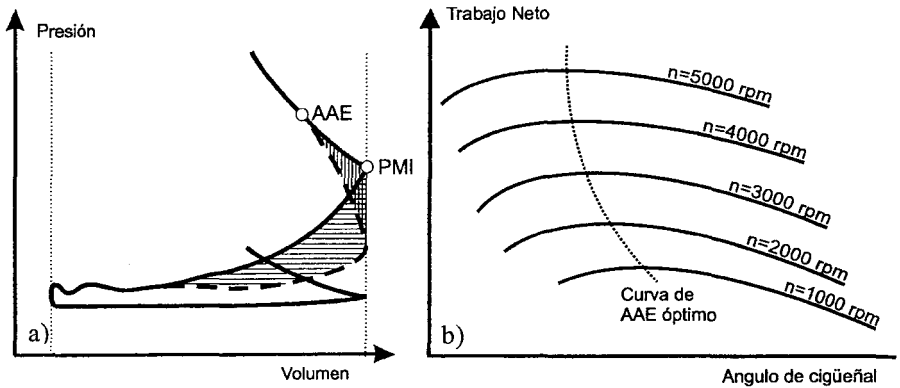 Presión
AAE
PMI
a)
Volumen
Trabajo Neto
n=5000 rpm
n=4000 rpm
n=3000 rpm
n=2000 rpm
n=1000 rpm
Curva de
AAE óptimo
b)
Angulo de cigüeñal